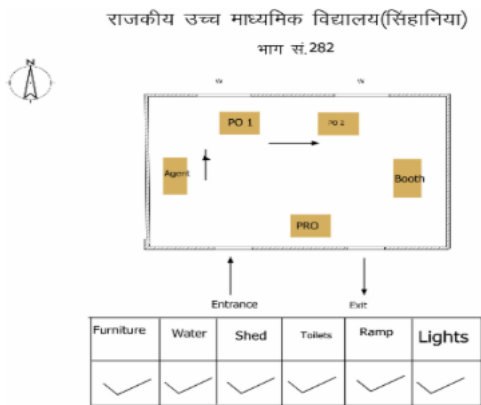 राजकीय उच्च माध्यमिक विद्यालय(सिंहानिया)
भाग सं.282
N
W W
PO 1 PO 2
Agent Booth
PRO
Entrance Exit
Furniture Water Shed Toilets Ramp Lights